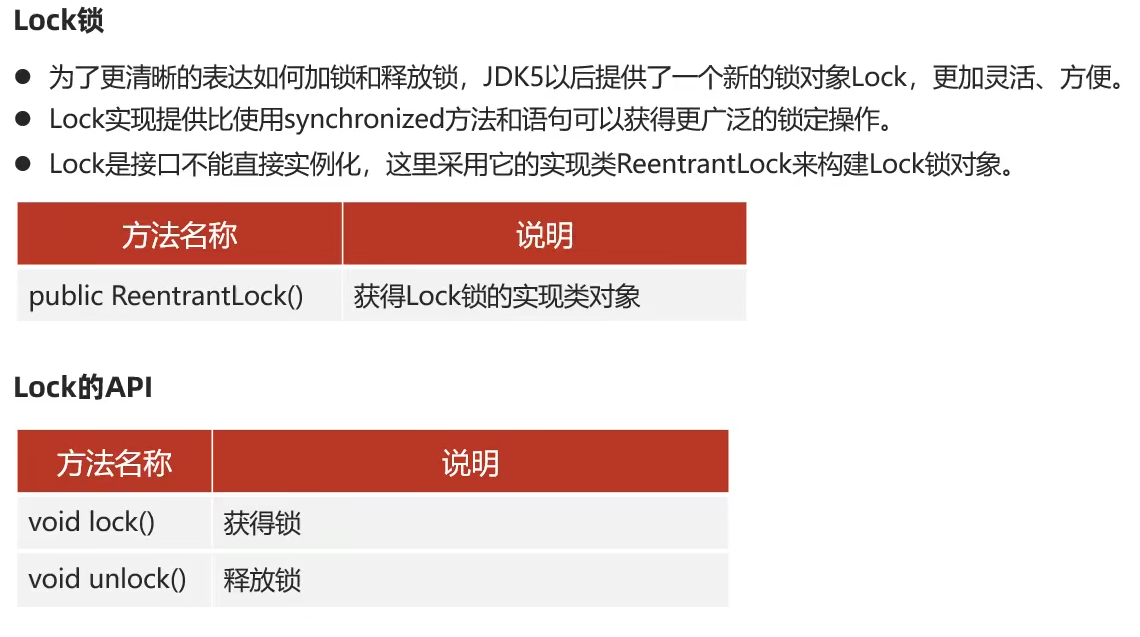 Lock锁
● 为了更清晰的表达如何加锁和释放锁，JDK5以后提供了一个新的锁对象Lock，更加灵活、方便。
● Lock实现提供比使用synchronized方法和语句可以获得更广泛的锁定操作。
● Lock是接口不能直接实例化，这里采用它的实现类ReentrantLock来构建Lock锁对象。
方法名称 说明
public ReentrantLock() 获得Lock锁的实现类对象
Lock的API
方法名称 说明
void lock() 获得锁
void unlock() 释放锁